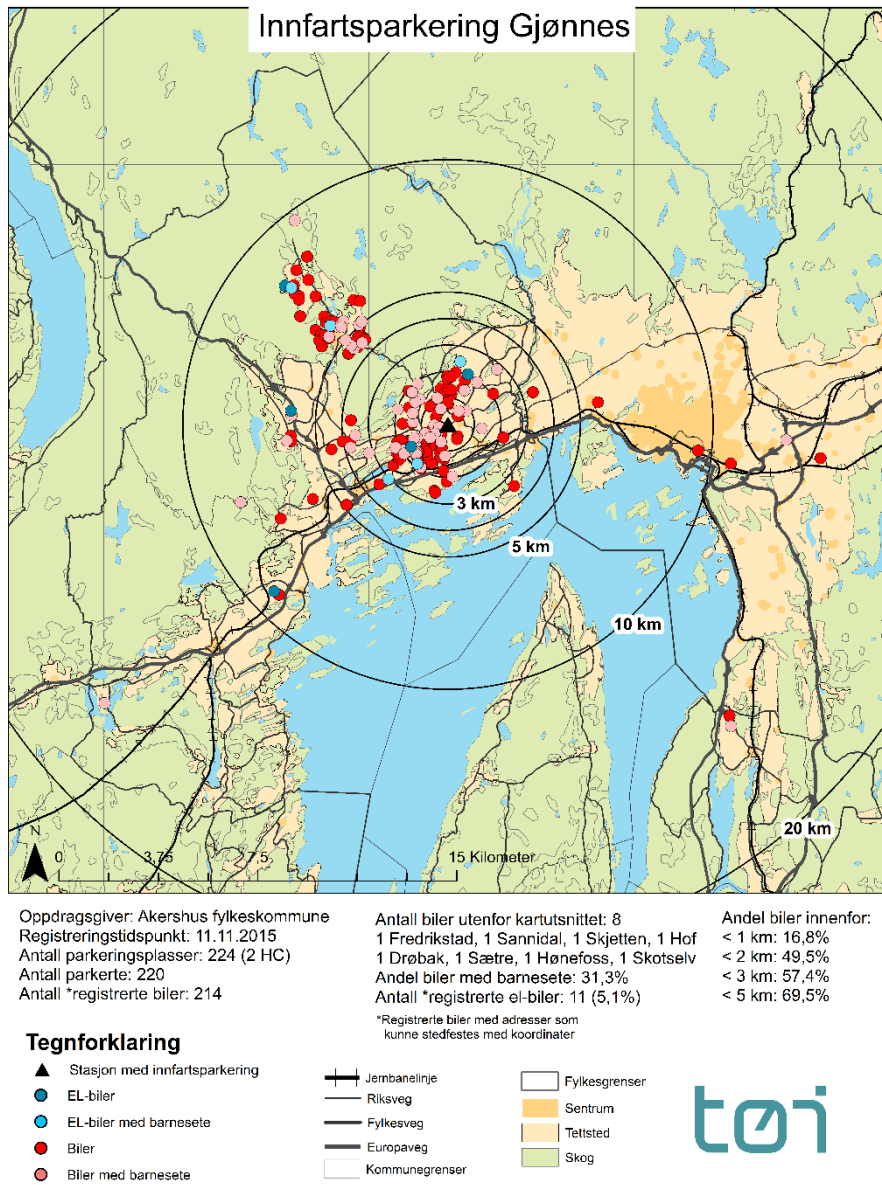 Innfartsparkering Gjønnes
3 km
5 km
10 km
20 km
N
0 3,75 7,5 15 Kilometer
Oppdragsgiver: Akershus fylkeskommune
Registreringstidspunkt: 11.11.2015
Antall parkeringsplasser: 224 (2 HC)
Antall parkerte: 220
Antall *registrerte biler: 214
Antall biler utenfor kartutsnittet: 8
1 Fredrikstad, 1 Sannidal, 1 Skjetten, 1 Hof
1 Drøbak, 1 Sætre, 1 Hønefoss, 1 Skotselv
Andel biler med barnesete: 31,3%
Antall *registrerte el-biler: 11 (5,1%)
*Registrerte biler med adresser som
kunne stedfestes med koordinater
Andel biler innenfor:
< 1 km: 16,8%
< 2 km: 49,5%
< 3 km: 57,4%
< 5 km: 69,5%
Tegnforklaring
Stasjon med innfartsparkering
EL-biler
EL-biler med barnesete
Biler
Biler med barnesete
Jernbanelinje
Riksveg
Fylkesveg
Europaveg
Kommunegrenser
Fylkesgrenser
Sentrum
Tettsted
Skog
tøi